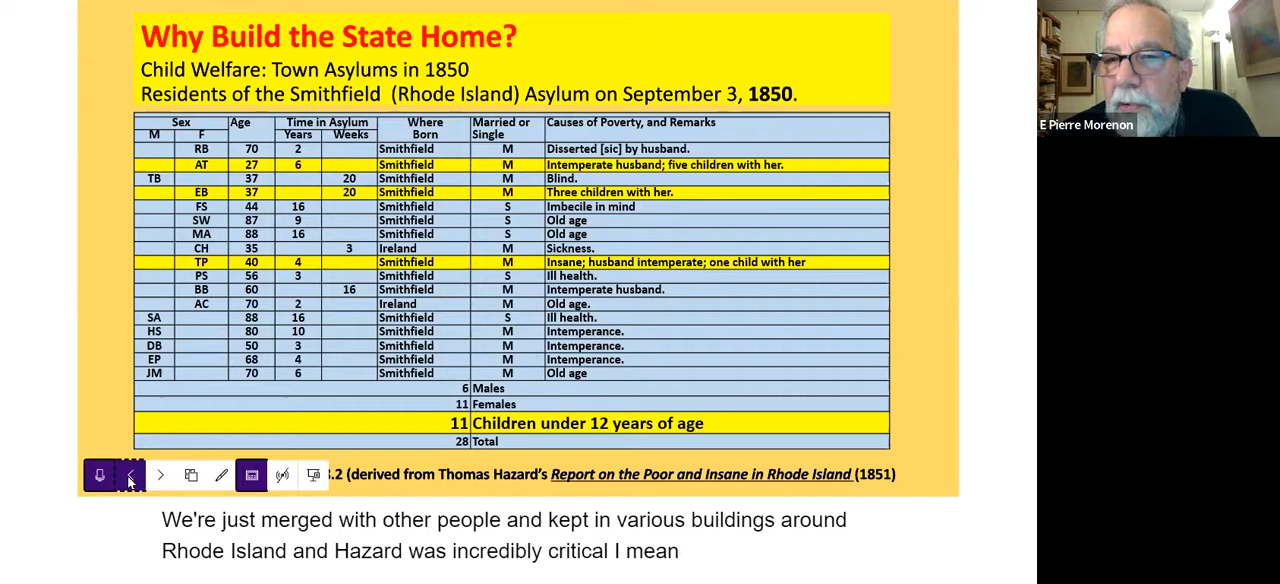 Why Build the State Home?
Child Welfare: Town Asylums in 1850
Residents of the Smithfield (Rhode Island) Asylum on September 3, 1850.
Sex Age Time in Asylum Where Married or Causes of Poverty, and Remarks
M F Years Weeks Born Single
RB 70 2 Smithfield M Disserted [sic] by husband.
AT 27 6 Smithfield M Intemperate husband; five children with her.
TB 37 20 Smithfield M Blind.
EB 37 20 Smithfield M Three children with her.
FS 44 16 Smithfield S Imbecile in mind
SW 87 9 Smithfield S Old age
MA 88 16 Smithfield S Old age
CH 35 3 Ireland M Sickness.
TP 40 4 Smithfield M Insane; husband intemperate; one child with her
PS 56 3 Smithfield S Ill health.
BB 60 16 Smithfield M Intemperate husband.
AC 70 2 Ireland M Old age.
SA 88 16 Smithfield S Ill health.
HS 80 10 Smithfield M Intemperance.
DB 50 3 Smithfield M Intemperance.
EP 68 4 Smithfield M Intemperance.
JM 70 6 Smithfield M Old age
6 Males
11 Females
11 Children under 12 years of age
28 Total
.2 (derived from Thomas Hazard's Report on the Poor and Insane in Rhode Island (1851)
We're just merged with other people and kept in various buildings around
Rhode Island and Hazard was incredibly critical I mean
E Pierre Morenon